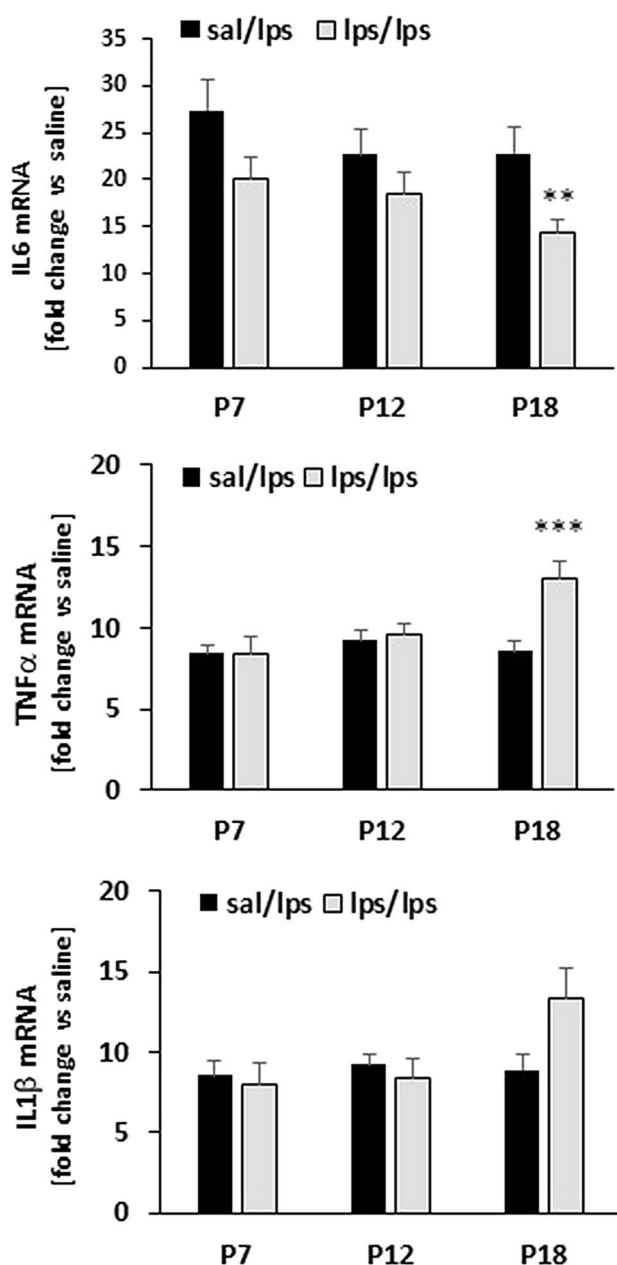 sal/lps lps/lps
35
30
25
20
15
10
5
0
IL6 mRNA
[fold change vs saline]
**
P7 P12 P18
sal/lps lps/lps
20
15
10
5
0
TNFα mRNA
[fold change vs saline]
***
P7 P12 P18
sal/lps lps/lps
20
15
10
5
0
IL1β mRNA
[fold change vs saline]
P7 P12 P18